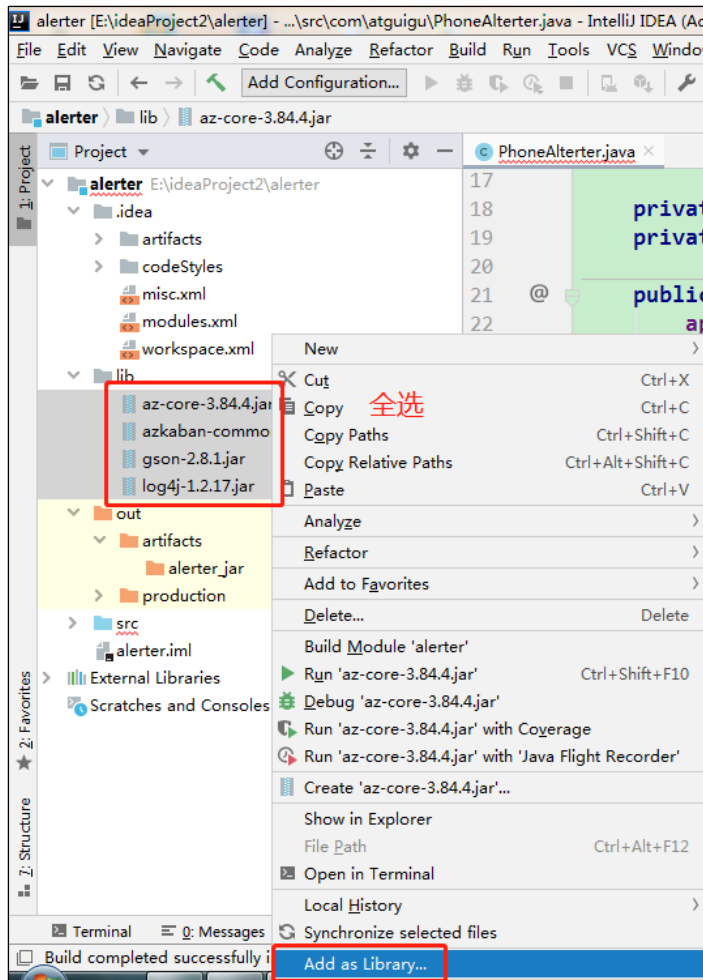 alerter [E:\ideaProject2\alerter] - ...\src\com\atguigu\PhoneAlterter.java - IntelliJ IDEA (Ad
File Edit View Navigate Code Analyze Refactor Build Run Tools VCS Window
Add Configuration...
alerter lib az-core-3.84.4.jar
1: Project
Project
PhoneAlterter.java
alerter E:\ideaProject2\alerter
.idea
artifacts
codeStyles
misc.xml
modules.xml
workspace.xml
lib
az-core-3.84.4.jar
azkaban-commo
gson-2.8.1.jar
log4j-1.2.17.jar
out
artifacts
alerter_jar
production
src
alerter.iml
External Libraries
Scratches and Consoles
17
18 privat
19 privat
20
21 @ public
22 ap
New
Cut Ctrl+X
Copy 全选 Ctrl+C
Copy Paths Ctrl+Shift+C
Copy Relative Paths Ctrl+Alt+Shift+C
Paste Ctrl+V
Analyze
Refactor
Add to Favorites
Delete... Delete
Build Module 'alerter'
Run 'az-core-3.84.4.jar' Ctrl+Shift+F10
Debug 'az-core-3.84.4.jar'
Run 'az-core-3.84.4.jar' with Coverage
Run 'az-core-3.84.4.jar' with 'Java Flight Recorder'
Create 'az-core-3.84.4.jar'...
Show in Explorer
File Path Ctrl+Alt+F12
Open in Terminal
Local History
Synchronize selected files
Add as Library...
2: Favorites
7: Structure
Terminal 0: Messages
Build completed successfully i